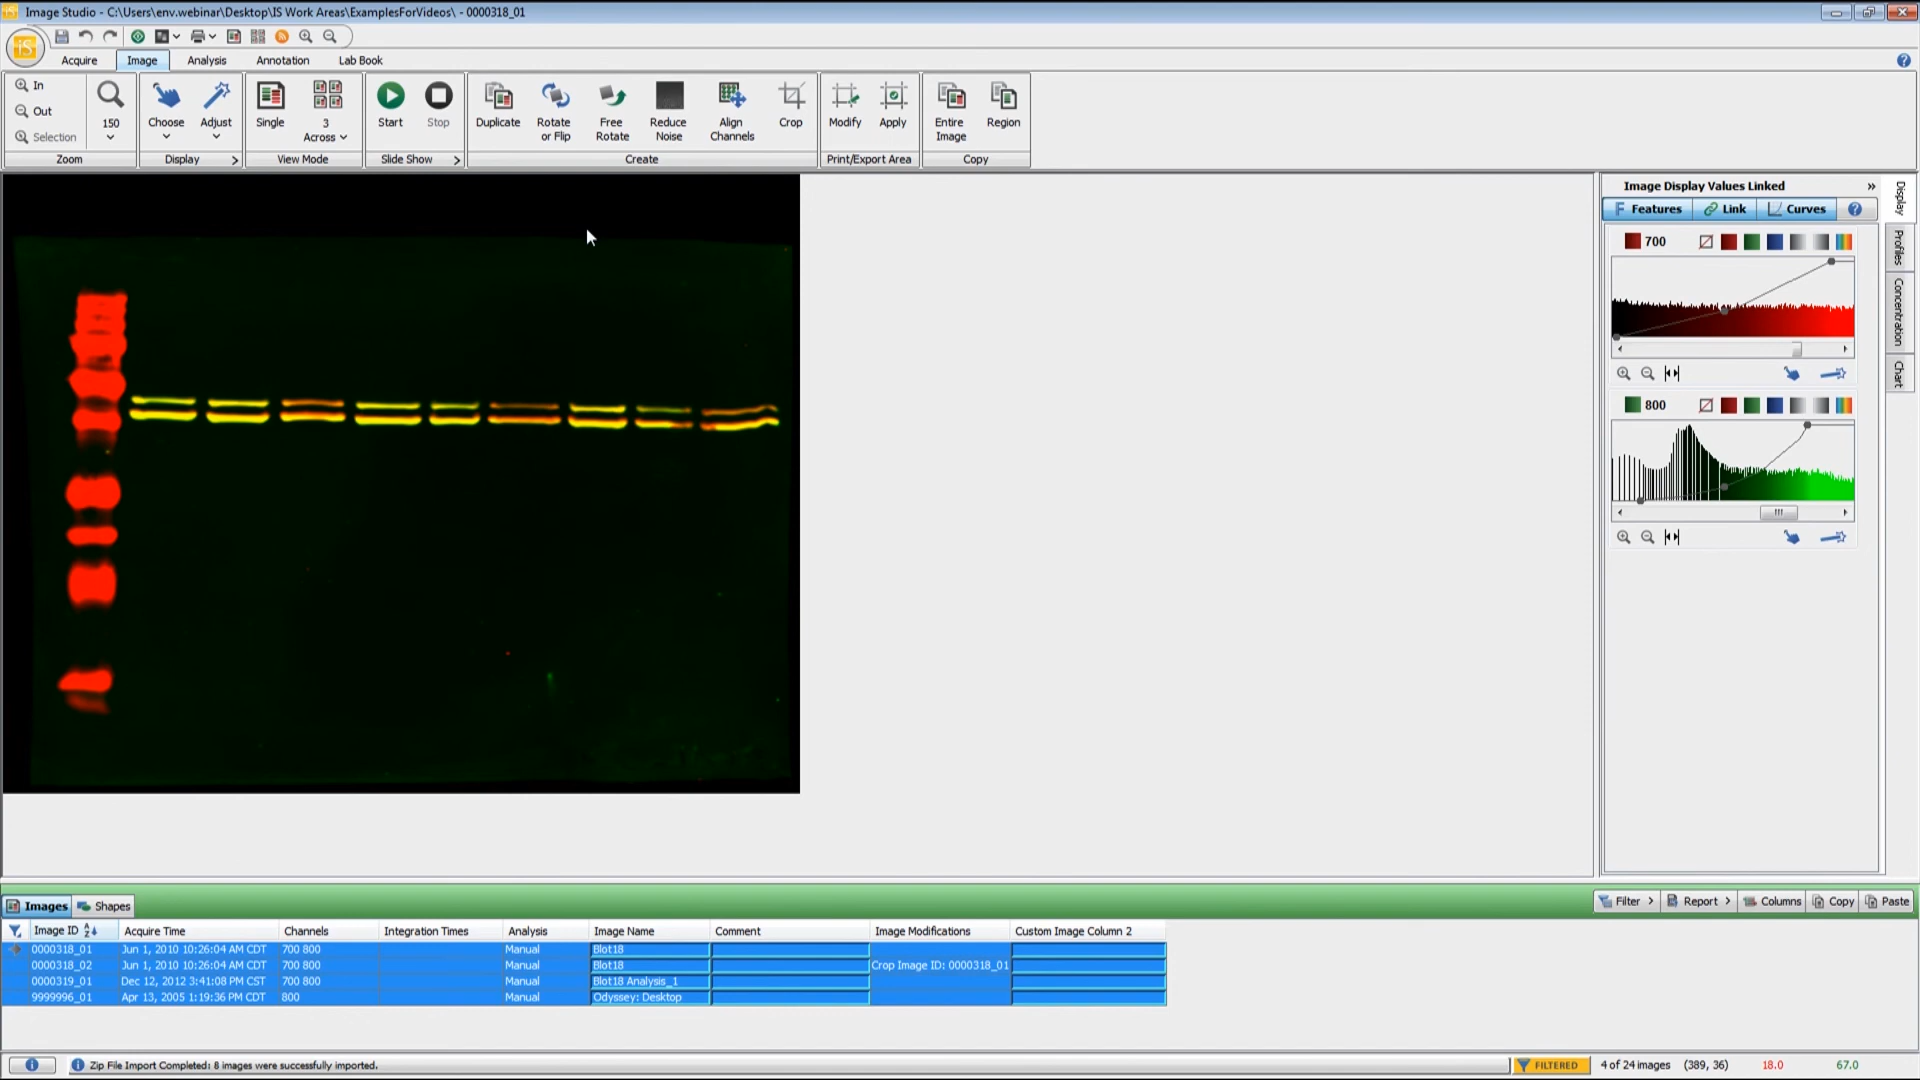 Image Studio - C:\Users\env.webinar\Desktop\IS Work Areas\ExamplesForVideos\ - 0000318_01
iS
Acquire Image Analysis Annotation Lab Book
In
Out
Selection
150
Zoom
Choose Adjust
Display
Single 3 Across
View Mode
Start Stop
Slide Show
Duplicate Rotate or Flip Free Rotate Reduce Noise Align Channels Crop
Create
Modify Apply
Print/Export Area
Entire Image Region
Copy
Image Display Values Linked
Features Link Curves
700
800
Display
Profiles
Concentration
Chart
Images Shapes
Filter Report Columns Copy Paste
Image ID Acquire Time Channels Integration Times Analysis Image Name Comment Image Modifications Custom Image Column 2
0000318_01 Jun 1, 2010 10:26:04 AM CDT 700 800 Manual Blot18
0000318_02 Jun 1, 2010 10:26:04 AM CDT 700 800 Manual Blot18 Crop Image ID: 0000318_01
0000319_01 Dec 12, 2012 3:41:08 PM CST 700 800 Manual Blot18 Analysis_1
9999996_01 Apr 13, 2005 1:19:36 PM CDT 800 Manual Odyssey: Desktop
Zip File Import Completed: 8 images were successfully imported.
FILTERED 4 of 24 images (389, 36) 18.0 67.0